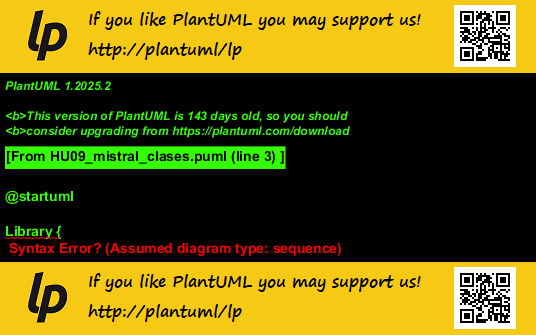 lp If you like PlantUML you may support us!
http://plantuml/lp
PlantUML 1.2025.2
<b>This version of PlantUML is 143 days old, so you should
<b>consider upgrading from https://plantuml.com/download
[From HU09_mistral_clases.puml (line 3) ]
@startuml
Library {
Syntax Error? (Assumed diagram type: sequence)
lp If you like PlantUML you may support us!
http://plantuml/lp